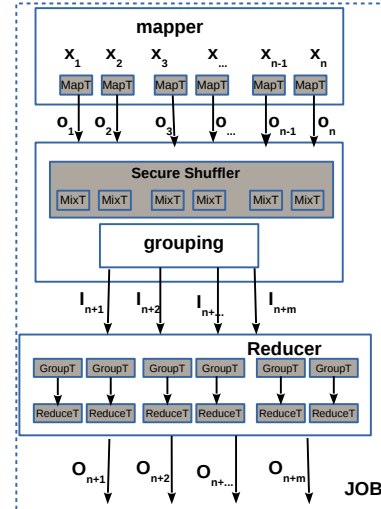 mapper
x1 x2 x3 x... xn-1 xn
MapT MapT MapT MapT MapT MapT
o1 o2 o3 o... on-1 on
Secure Shuffler
MixT MixT MixT MixT MixT MixT
grouping
In+1 In+2 In+... In+m
Reducer
GroupT GroupT GroupT GroupT GroupT GroupT
ReduceT ReduceT ReduceT ReduceT ReduceT ReduceT
On+1 On+2 On+... On+m
JOB